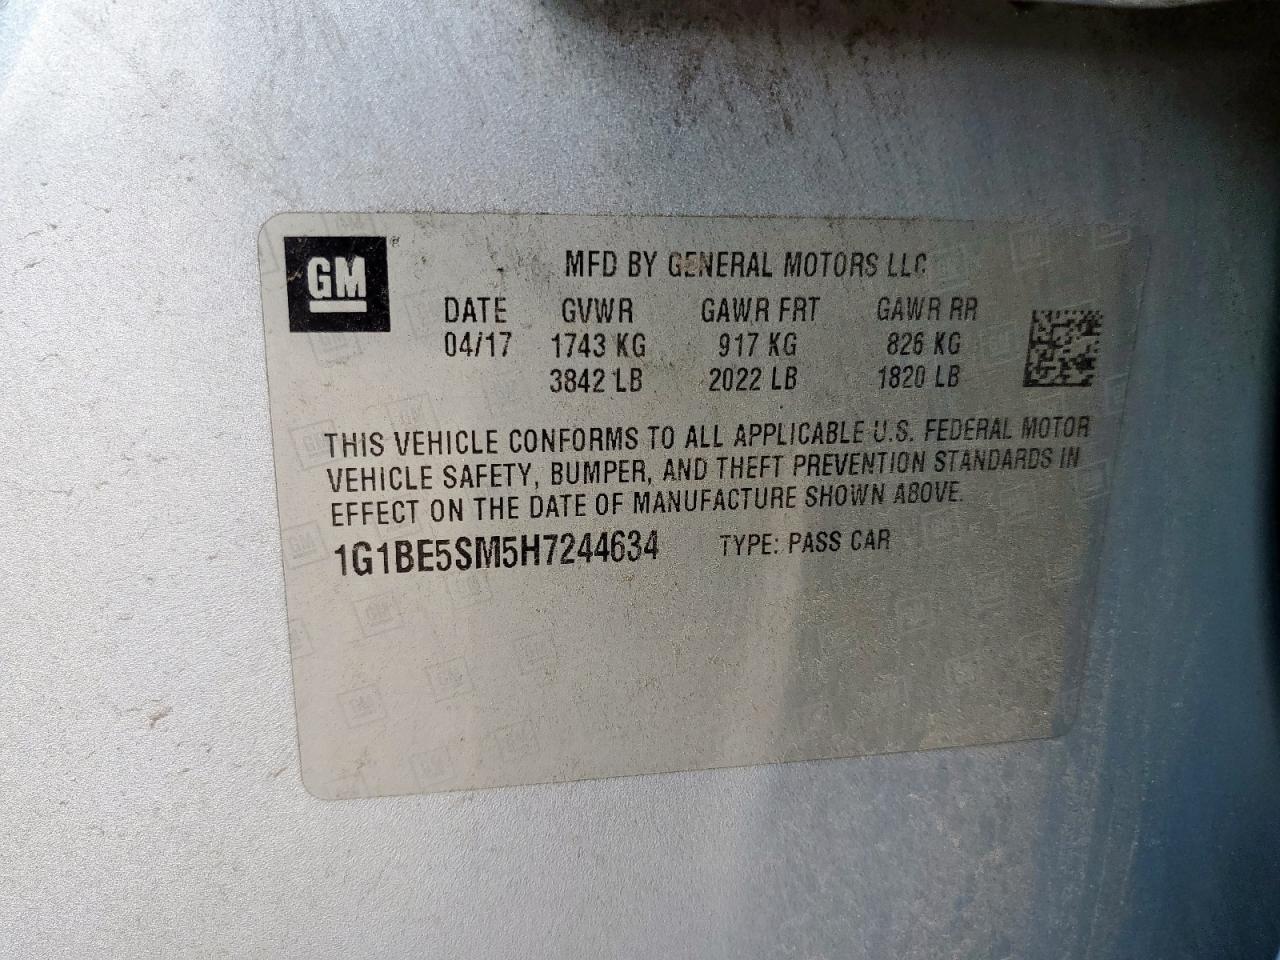 GM
MFD BY GENERAL MOTORS LLC
DATE GVWR GAWR FRT GAWR RR
04/17 1743 KG 917 KG 826 KG
3842 LB 2022 LB 1820 LB
THIS VEHICLE CONFORMS TO ALL APPLICABLE U.S. FEDERAL MOTOR
VEHICLE SAFETY, BUMPER, AND THEFT PREVENTION STANDARDS IN
EFFECT ON THE DATE OF MANUFACTURE SHOWN ABOVE.
1G1BE5SM5H7244634 TYPE: PASS CAR